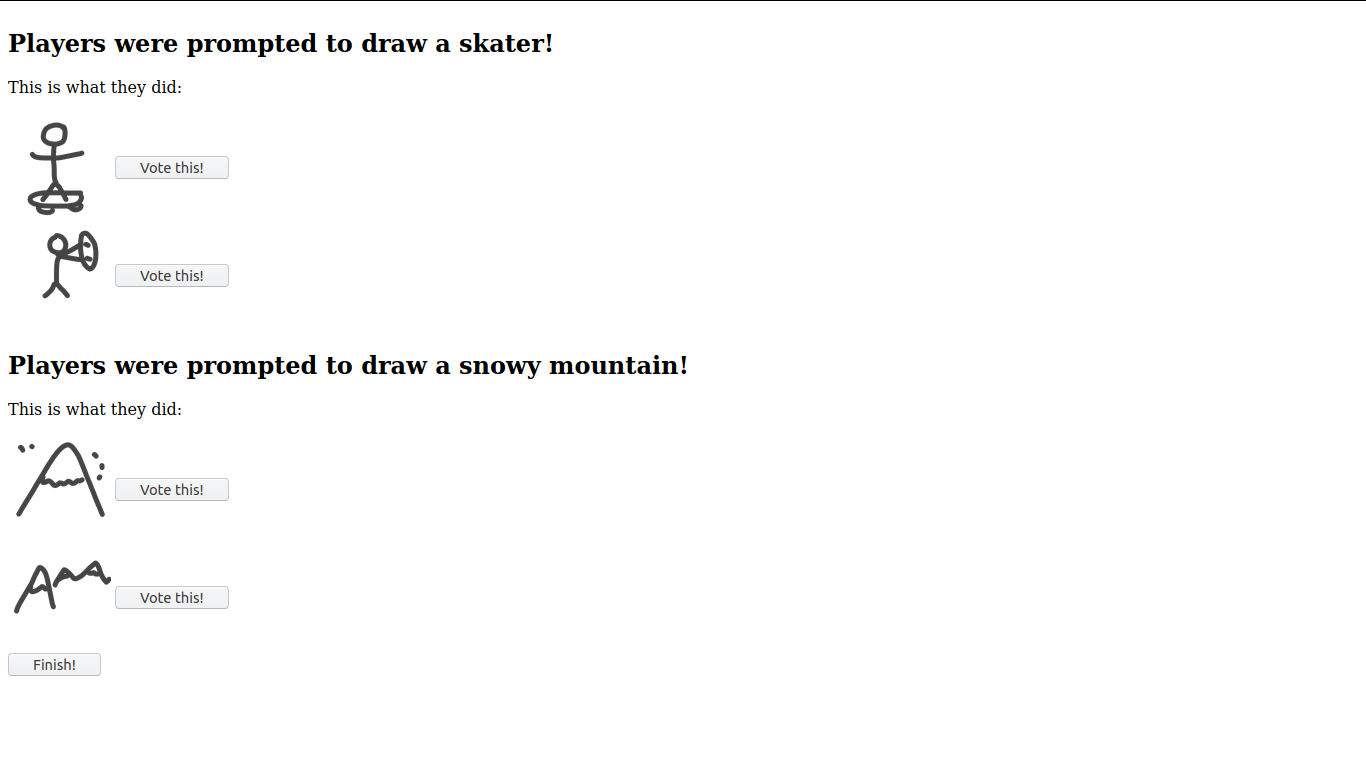 Players were prompted to draw a skater!
This is what they did:
Vote this!
Vote this!
Players were prompted to draw a snowy mountain!
This is what they did:
Vote this!
Vote this!
Finish!